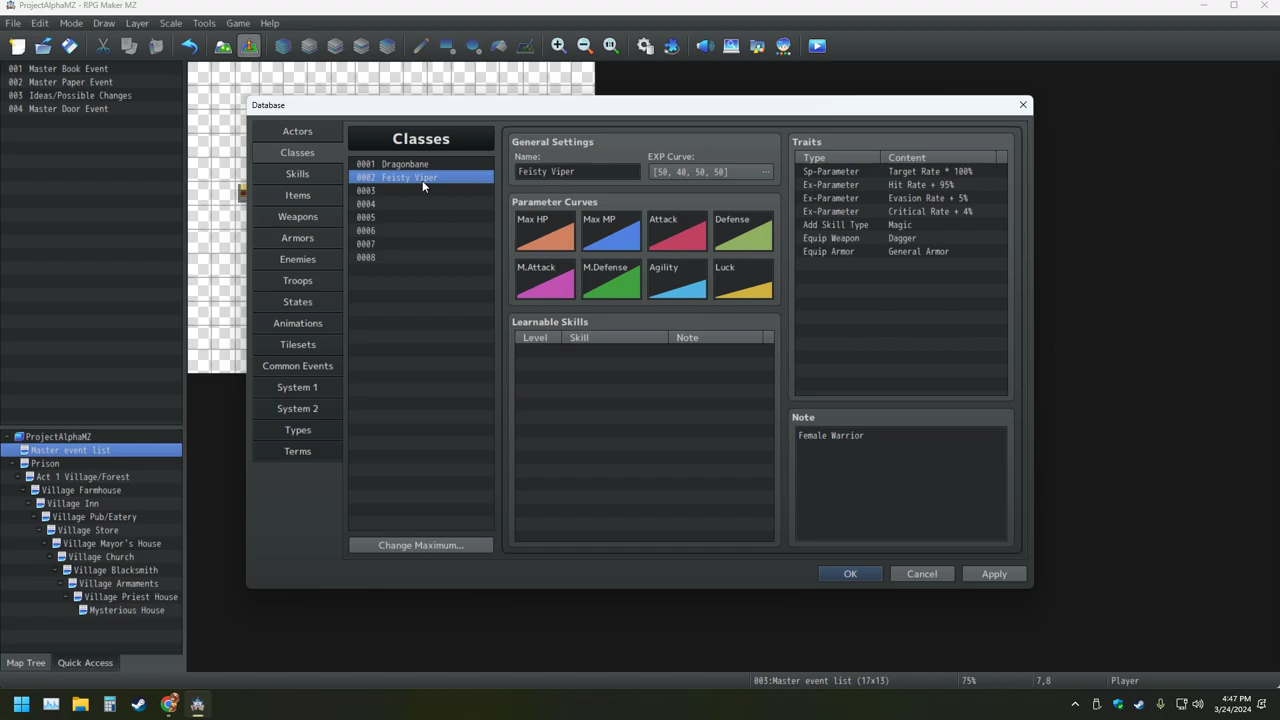 ProjectAlphaMZ - RPG Maker MZ
File Edit Mode Draw Layer Scale Tools Game Help
001 Master Book Event
002 Master Paper Event
003 Ideas/Possible Changes
004 Master Door Event
Database
Actors
Classes
Skills
Items
Weapons
Armors
Enemies
Troops
States
Animations
Tilesets
Common Events
System 1
System 2
Types
Terms
Classes
0001 Dragonbane
0002 Feisty Viper
0003
0004
0005
0006
0007
0008
Change Maximum...
General Settings
Name: EXP Curve:
Feisty Viper [50, 40, 50, 50] ...
Parameter Curves
Max HP Max MP Attack Defense
M.Attack M.Defense Agility Luck
Learnable Skills
Level Skill Note
Traits
Type Content
Sp-Parameter Target Rate * 100%
Ex-Parameter Hit Rate + 95%
Ex-Parameter Evasion Rate + 5%
Ex-Parameter Critical Rate + 4%
Add Skill Type Magic
Equip Weapon Dagger
Equip Armor General Armor
Note
Female Warrior
OK Cancel Apply
ProjectAlphaMZ
Master event list
Prison
Act 1 Village/Forest
Village Farmhouse
Village Inn
Village Pub/Eatery
Village Store
Village Mayor's House
Village Church
Village Blacksmith
Village Armaments
Village Priest House
Mysterious House
Map Tree Quick Access
003:Master event list (17x13) 75% 7,8 Player
4:47 PM
3/24/2024